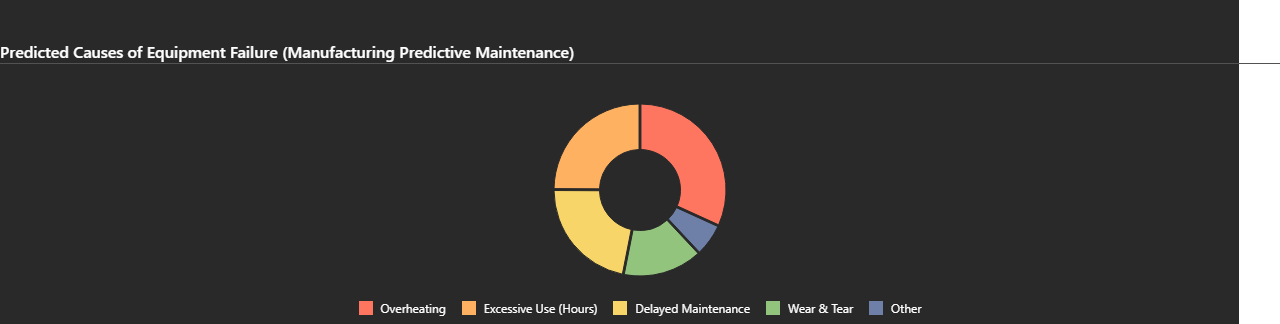 Predicted Causes of Equipment Failure (Manufacturing Predictive Maintenance)
Overheating Excessive Use (Hours) Delayed Maintenance Wear & Tear Other